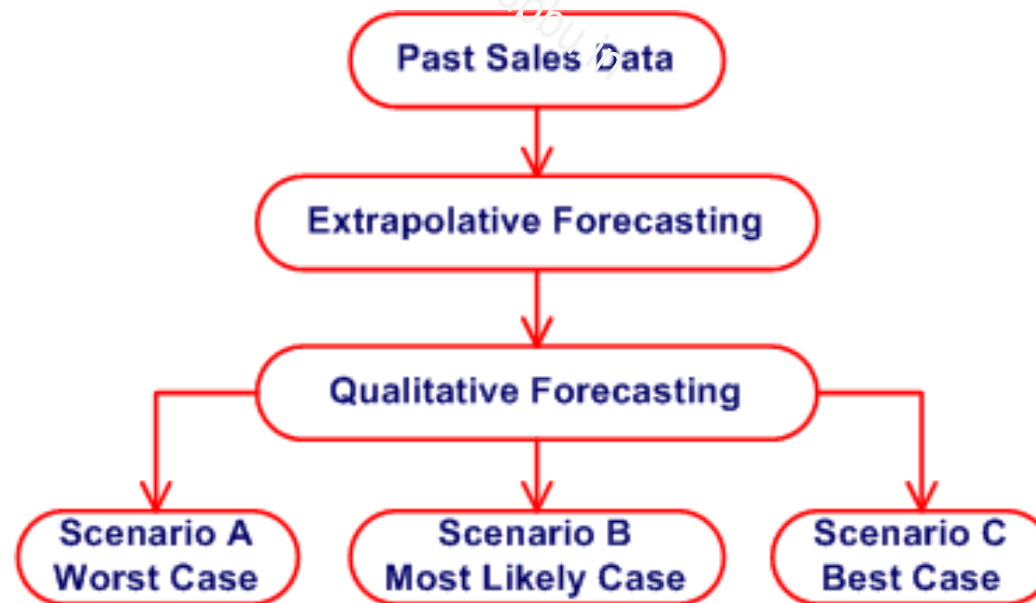 Past Sales Data
Extrapolative Forecasting
Qualitative Forecasting
Scenario A
Worst Case
Scenario B
Most Likely Case
Scenario C
Best Case